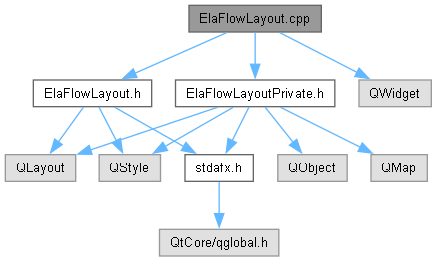 ElaFlowLayout.cpp
ElaFlowLayout.h
ElaFlowLayoutPrivate.h
QWidget
QLayout
QStyle
stdafx.h
QObject
QMap
QtCore/qglobal.h